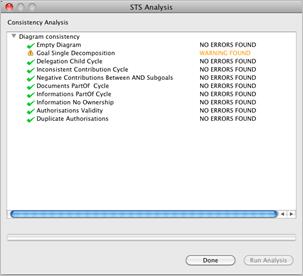 STS Analysis
Consistency Analysis
Diagram consistency
Empty Diagram NO ERRORS FOUND
Goal Single Decomposition WARNING FOUND
Delegation Child Cycle NO ERRORS FOUND
Inconsistent Contribution Cycle NO ERRORS FOUND
Negative Contributions Between AND Subgoals NO ERRORS FOUND
Documents PartOf Cycle NO ERRORS FOUND
Informations PartOf Cycle NO ERRORS FOUND
Information No Ownership NO ERRORS FOUND
Authorisations Validity NO ERRORS FOUND
Duplicate Authorisations NO ERRORS FOUND
Done Run Analysis